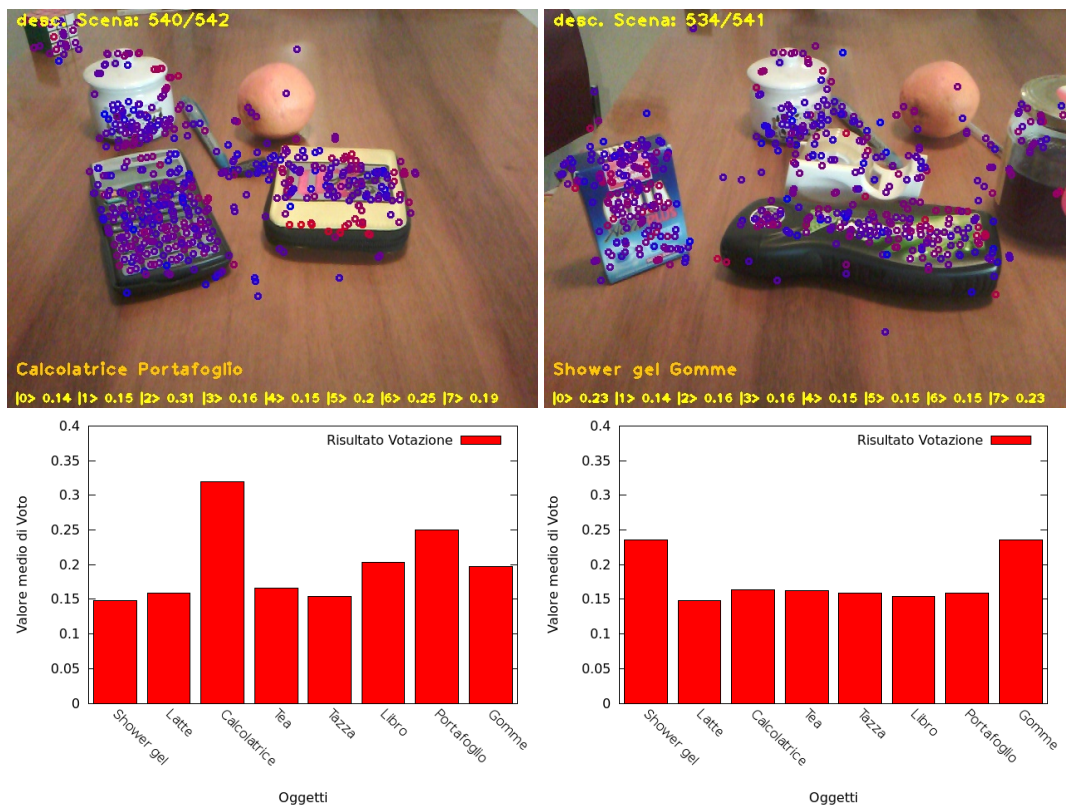 desc. Scena: 540/542
Calcolatrice Portafoglio
|0> 0.14 |1> 0.15 |2> 0.31 |3> 0.16 |4> 0.15 |5> 0.2 |6> 0.25 |7> 0.19
desc. Scena: 534/541
Shower gel Gomme
|0> 0.23 |1> 0.14 |2> 0.16 |3> 0.16 |4> 0.15 |5> 0.15 |6> 0.15 |7> 0.23
Risultato Votazione
Valore medio di Voto
0.4
0.35
0.3
0.25
0.2
0.15
0.1
0.05
0
Shower gel
Latte
Calcolatrice
Tea
Tazza
Libro
Portafoglio
Gomme
Oggetti
Risultato Votazione
Valore medio di Voto
0.4
0.35
0.3
0.25
0.2
0.15
0.1
0.05
0
Shower gel
Latte
Calcolatrice
Tea
Tazza
Libro
Portafoglio
Gomme
Oggetti